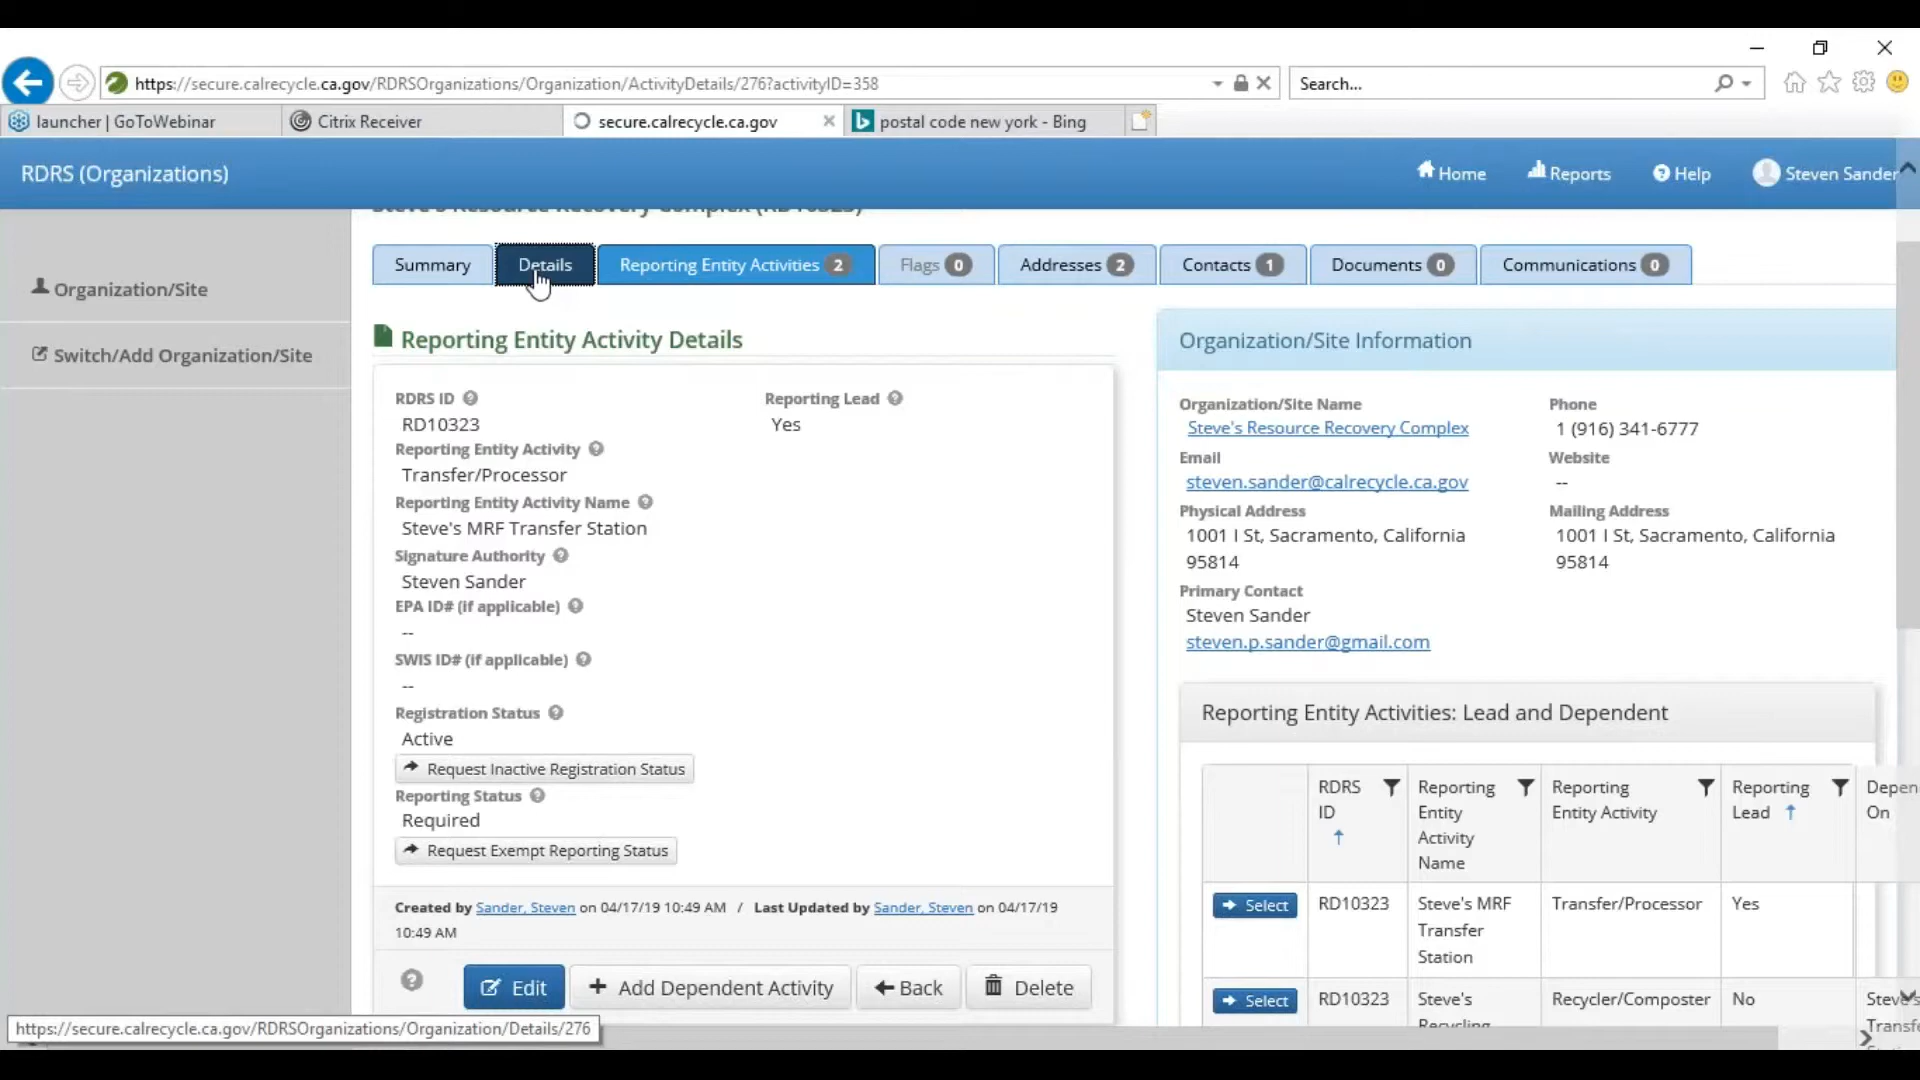 https://secure.calrecycle.ca.gov/RDRSOrganizations/Organization/ActivityDetails/276?activityID=358
Search...
launcher | GoToWebinar
Citrix Receiver
secure.calrecycle.ca.gov
postal code new york - Bing
RDRS (Organizations)
Home
Reports
Help
Steven Sander
Steve's Resource Recovery Complex (RD10323)
Organization/Site
Switch/Add Organization/Site
Summary
Details
Reporting Entity Activities 2
Flags 0
Addresses 2
Contacts 1
Documents 0
Communications 0
Reporting Entity Activity Details
RDRS ID
RD10323
Reporting Lead
Yes
Reporting Entity Activity
Transfer/Processor
Reporting Entity Activity Name
Steve's MRF Transfer Station
Signature Authority
Steven Sander
EPA ID# (if applicable)
--
SWIS ID# (if applicable)
--
Registration Status
Active
Request Inactive Registration Status
Reporting Status
Required
Request Exempt Reporting Status
Created by Sander, Steven on 04/17/19 10:49 AM / Last Updated by Sander, Steven on 04/17/19
10:49 AM
Edit
Add Dependent Activity
Back
Delete
Organization/Site Information
Organization/Site Name
Steve's Resource Recovery Complex
Phone
1 (916) 341-6777
Email
steven.sander@calrecycle.ca.gov
Website
--
Physical Address
1001 I St, Sacramento, California
95814
Mailing Address
1001 I St, Sacramento, California
95814
Primary Contact
Steven Sander
steven.p.sander@gmail.com
Reporting Entity Activities: Lead and Dependent
RDRS
ID
Reporting
Entity
Activity
Name
Reporting
Entity Activity
Reporting
Lead
Depen
On
Select
RD10323
Steve's MRF
Transfer
Station
Transfer/Processor
Yes
Select
RD10323
Steve's
Recycling
Recycler/Composter
No
Steve's
Transf
https://secure.calrecycle.ca.gov/RDRSOrganizations/Organization/Details/276